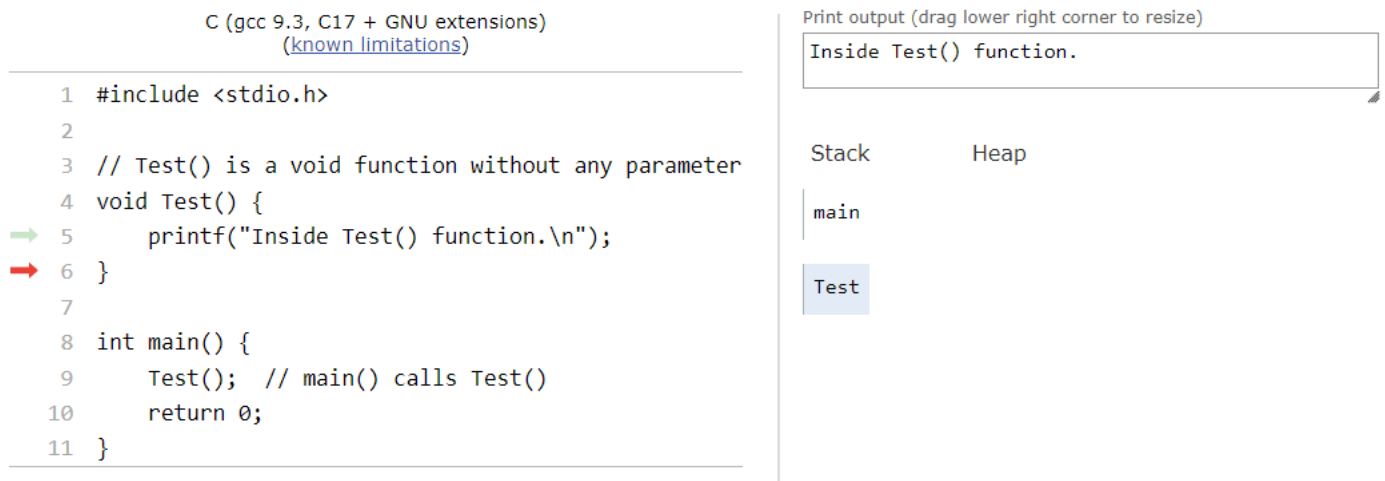 C (gcc 9.3, C17 + GNU extensions)
(known limitations)
1 #include <stdio.h>
2
3 // Test() is a void function without any parameter
4 void Test() {
5     printf("Inside Test() function.\n");
6 }
7
8 int main() {
9     Test();  // main() calls Test()
10     return 0;
11 }
Print output (drag lower right corner to resize)
Inside Test() function.
Stack Heap
main
Test